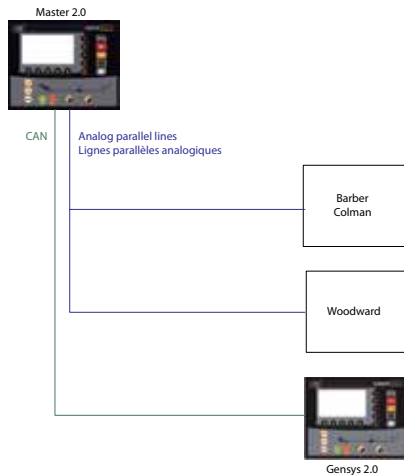 Master 2.0
CAN
Analog parallel lines
Lignes parallèles analogiques
Barber
Colman
Woodward
Gensys 2.0